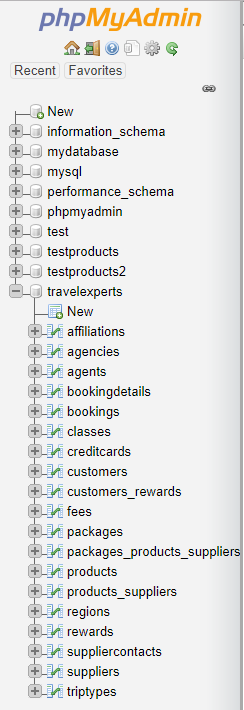 phpMyAdmin
Recent Favorites
New
information_schema
mydatabase
mysql
performance_schema
phpmyadmin
test
testproducts
testproducts2
travelexperts
New
affiliations
agencies
agents
bookingdetails
bookings
classes
creditcards
customers
customers_rewards
fees
packages
packages_products_suppliers
products
products_suppliers
regions
rewards
suppliercontacts
suppliers
triptypes